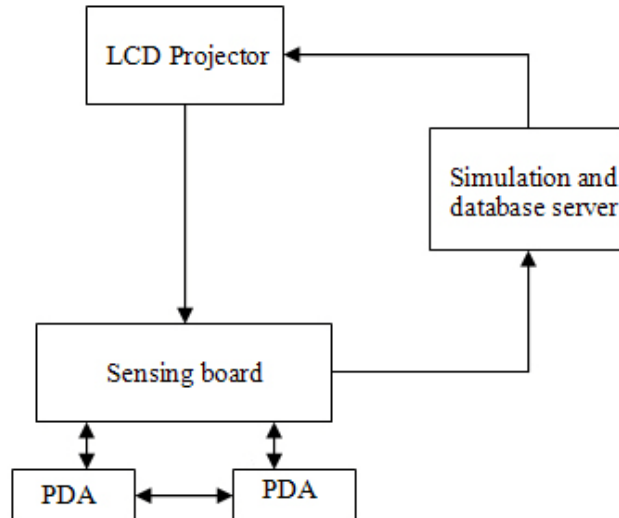 LCD Projector
Simulation and
database server
Sensing board
PDA
PDA